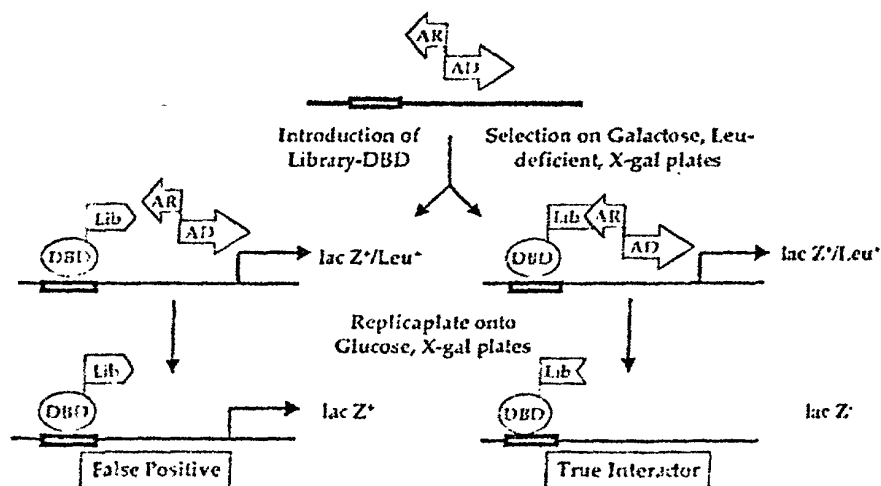 AR
AD
Introduction of
Library-DBD
Selection on Galactose, Leu-
deficient, X-gal plates
Lib
AR
AD
DBD
lac Z⁺/Leu⁺
Lib
AR
AD
DBD
lac Z⁺/Leu⁺
Replicaplate onto
Glucose, X-gal plates
Lib
DBD
lac Z⁺
Lib
DBD
lac Z⁻
False Positive
True Interactor